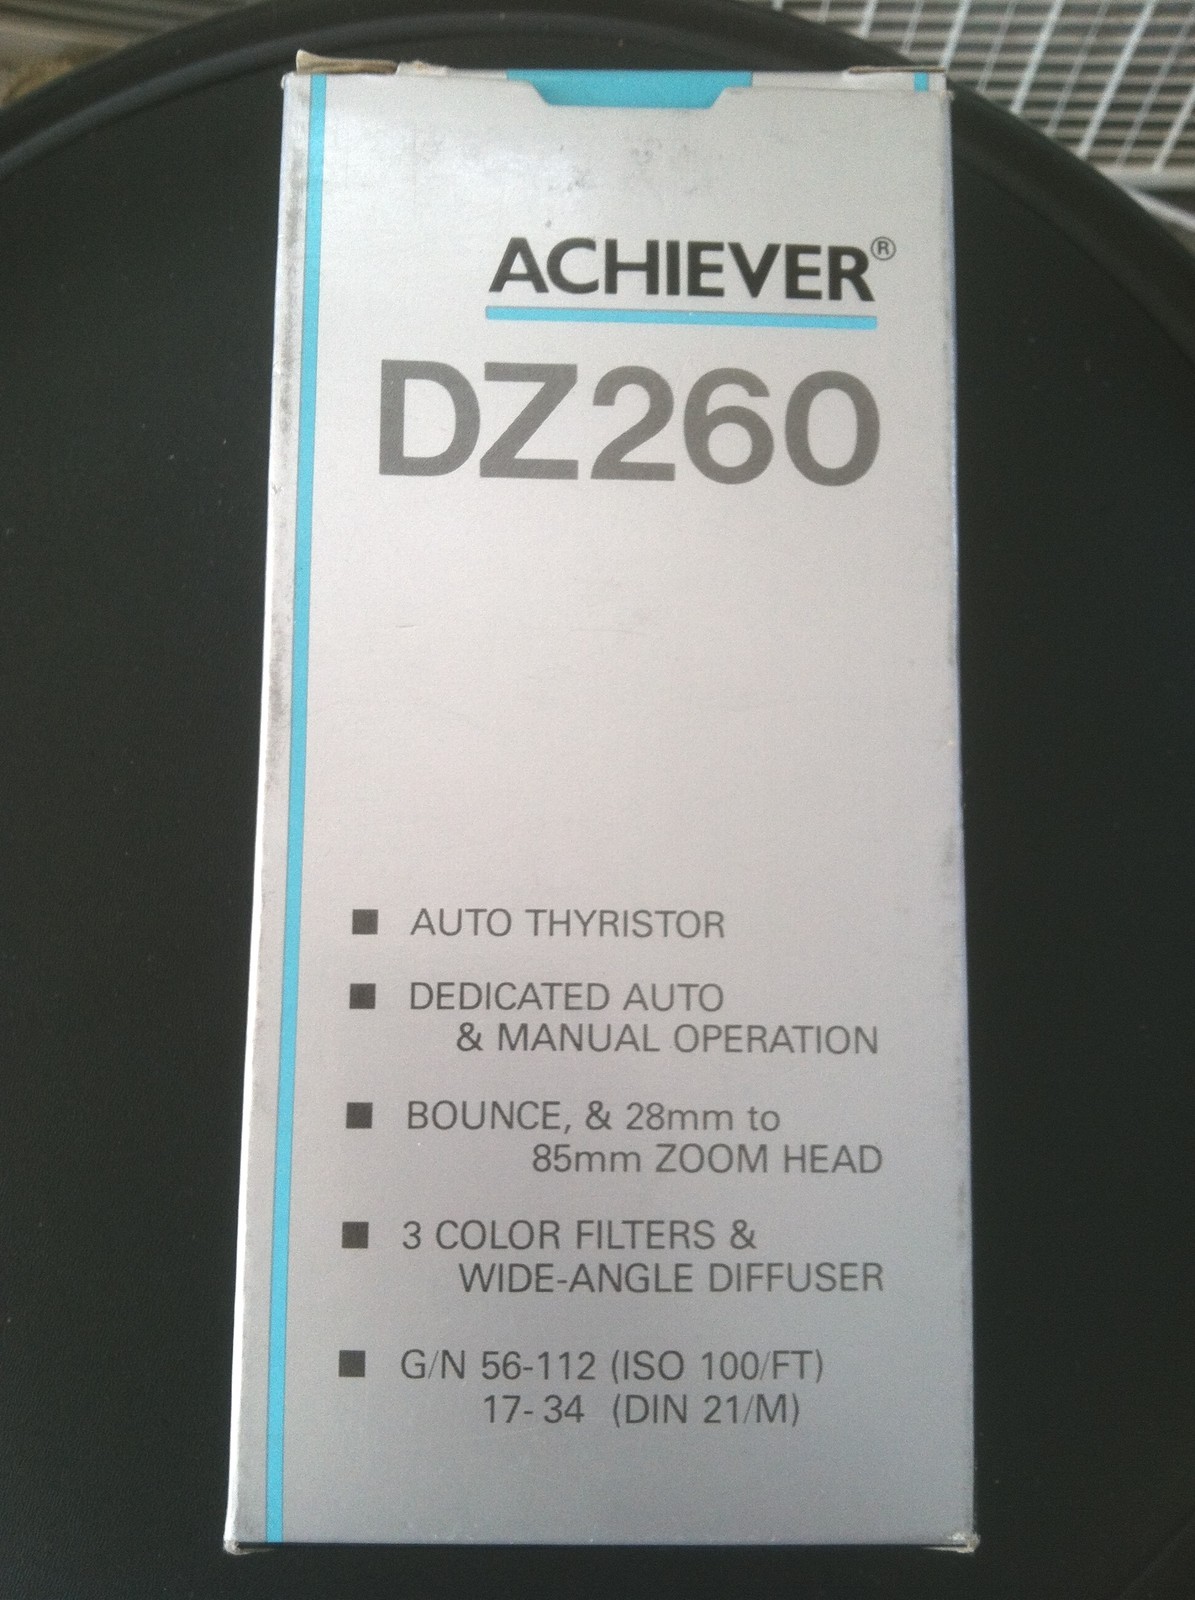 ACHIEVER®
DZ260
■ AUTO THYRISTOR
■ DEDICATED AUTO
& MANUAL OPERATION
■ BOUNCE, & 28mm to
85mm ZOOM HEAD
■ 3 COLOR FILTERS &
WIDE-ANGLE DIFFUSER
■ G/N 56-112 (ISO 100/FT)
17-34 (DIN 21/M)